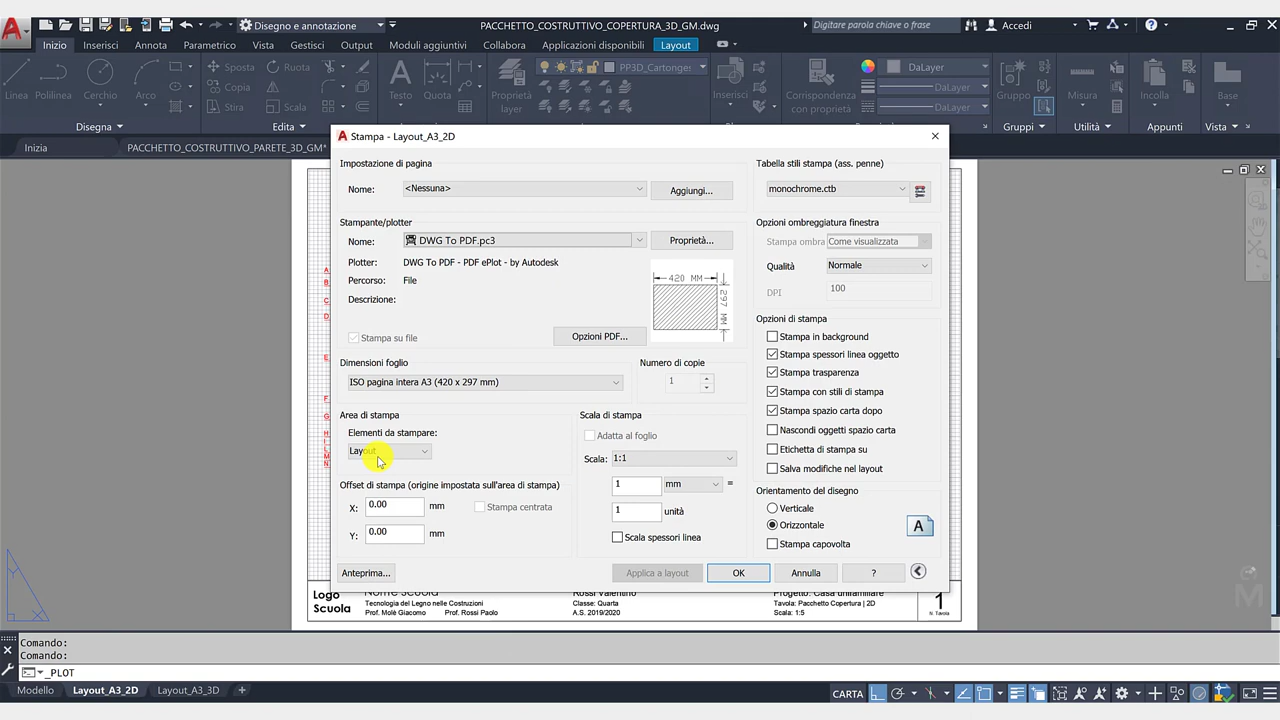 Disegno e annotazione
PACCHETTO_COSTRUTTIVO_COPERTURA_3D_GM.dwg
Digitare parola chiave o frase
Accedi
Inizio Inserisci Annota Parametrico Vista Gestisci Output Moduli aggiuntivi Collabora Applicazioni disponibili Layout
Linea Polilinea Cerchio Arco
Sposta Ruota
Copia
Stira Scala
Testo Quota
Proprietà layer
PP3D_Cartonger
Inserisci
Corrispondenza con proprietà
DaLayer
DaLayer
DaLayer
Gruppo Misura Incolla Base
Disegna Edita Gruppi Utilità Appunti Vista
Inizia PACCHETTO_COSTRUTTIVO_PARETE_3D_GM*
Stampa - Layout_A3_2D
Impostazione di pagina
Nome: <Nessuna> Aggiungi...
Stampante/plotter
Nome: DWG To PDF.pc3 Proprietà...
Plotter: DWG To PDF - PDF ePlot - by Autodesk
Percorso: File
Descrizione:
420 MM
297 MM
Stampa su file Opzioni PDF...
Dimensioni foglio
ISO pagina intera A3 (420 x 297 mm)
Numero di copie
1
Area di stampa
Elementi da stampare:
Layout
Offset di stampa (origine impostata sull'area di stampa)
X: 0.00 mm Stampa centrata
Y: 0.00 mm
Scala di stampa
Adatta al foglio
Scala: 1:1
1 mm =
1 unità
Scala spessori linea
Tabella stili stampa (ass. penne)
monochrome.ctb
Opzioni ombreggiatura finestra
Stampa ombra Come visualizzata
Qualità Normale
DPI 100
Opzioni di stampa
Stampa in background
Stampa spessori linea oggetto
Stampa trasparenza
Stampa con stili di stampa
Stampa spazio carta dopo
Nascondi oggetti spazio carta
Etichetta di stampa su
Salva modifiche nel layout
Orientamento del disegno
Verticale
Orizzontale
Stampa capovolta
A
Anteprima... Applica a layout OK Annulla ?
Logo
Scuola
Tecnologia del Legno nelle Costruzioni
Prof. Molè Giacomo Prof. Rossi Paolo
Rossi Valentino
Classe: Quarta
A.S. 2019/2020
Progetto: Casa unifamiliare
Tavola: Pacchetto Copertura | 2D
Scala: 1:5
1
N. Tavola
Comando:
Comando:
_PLOT
Modello Layout_A3_2D Layout_A3_3D +
CARTA